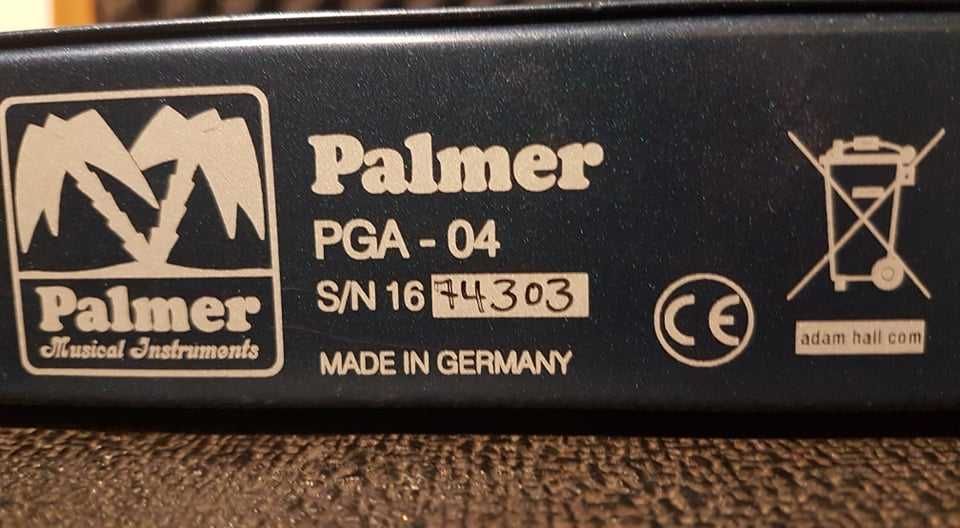 Palmer
Musical Instruments
Palmer
PGA - 04
S/N 16 74303
MADE IN GERMANY
CE
adam hall com